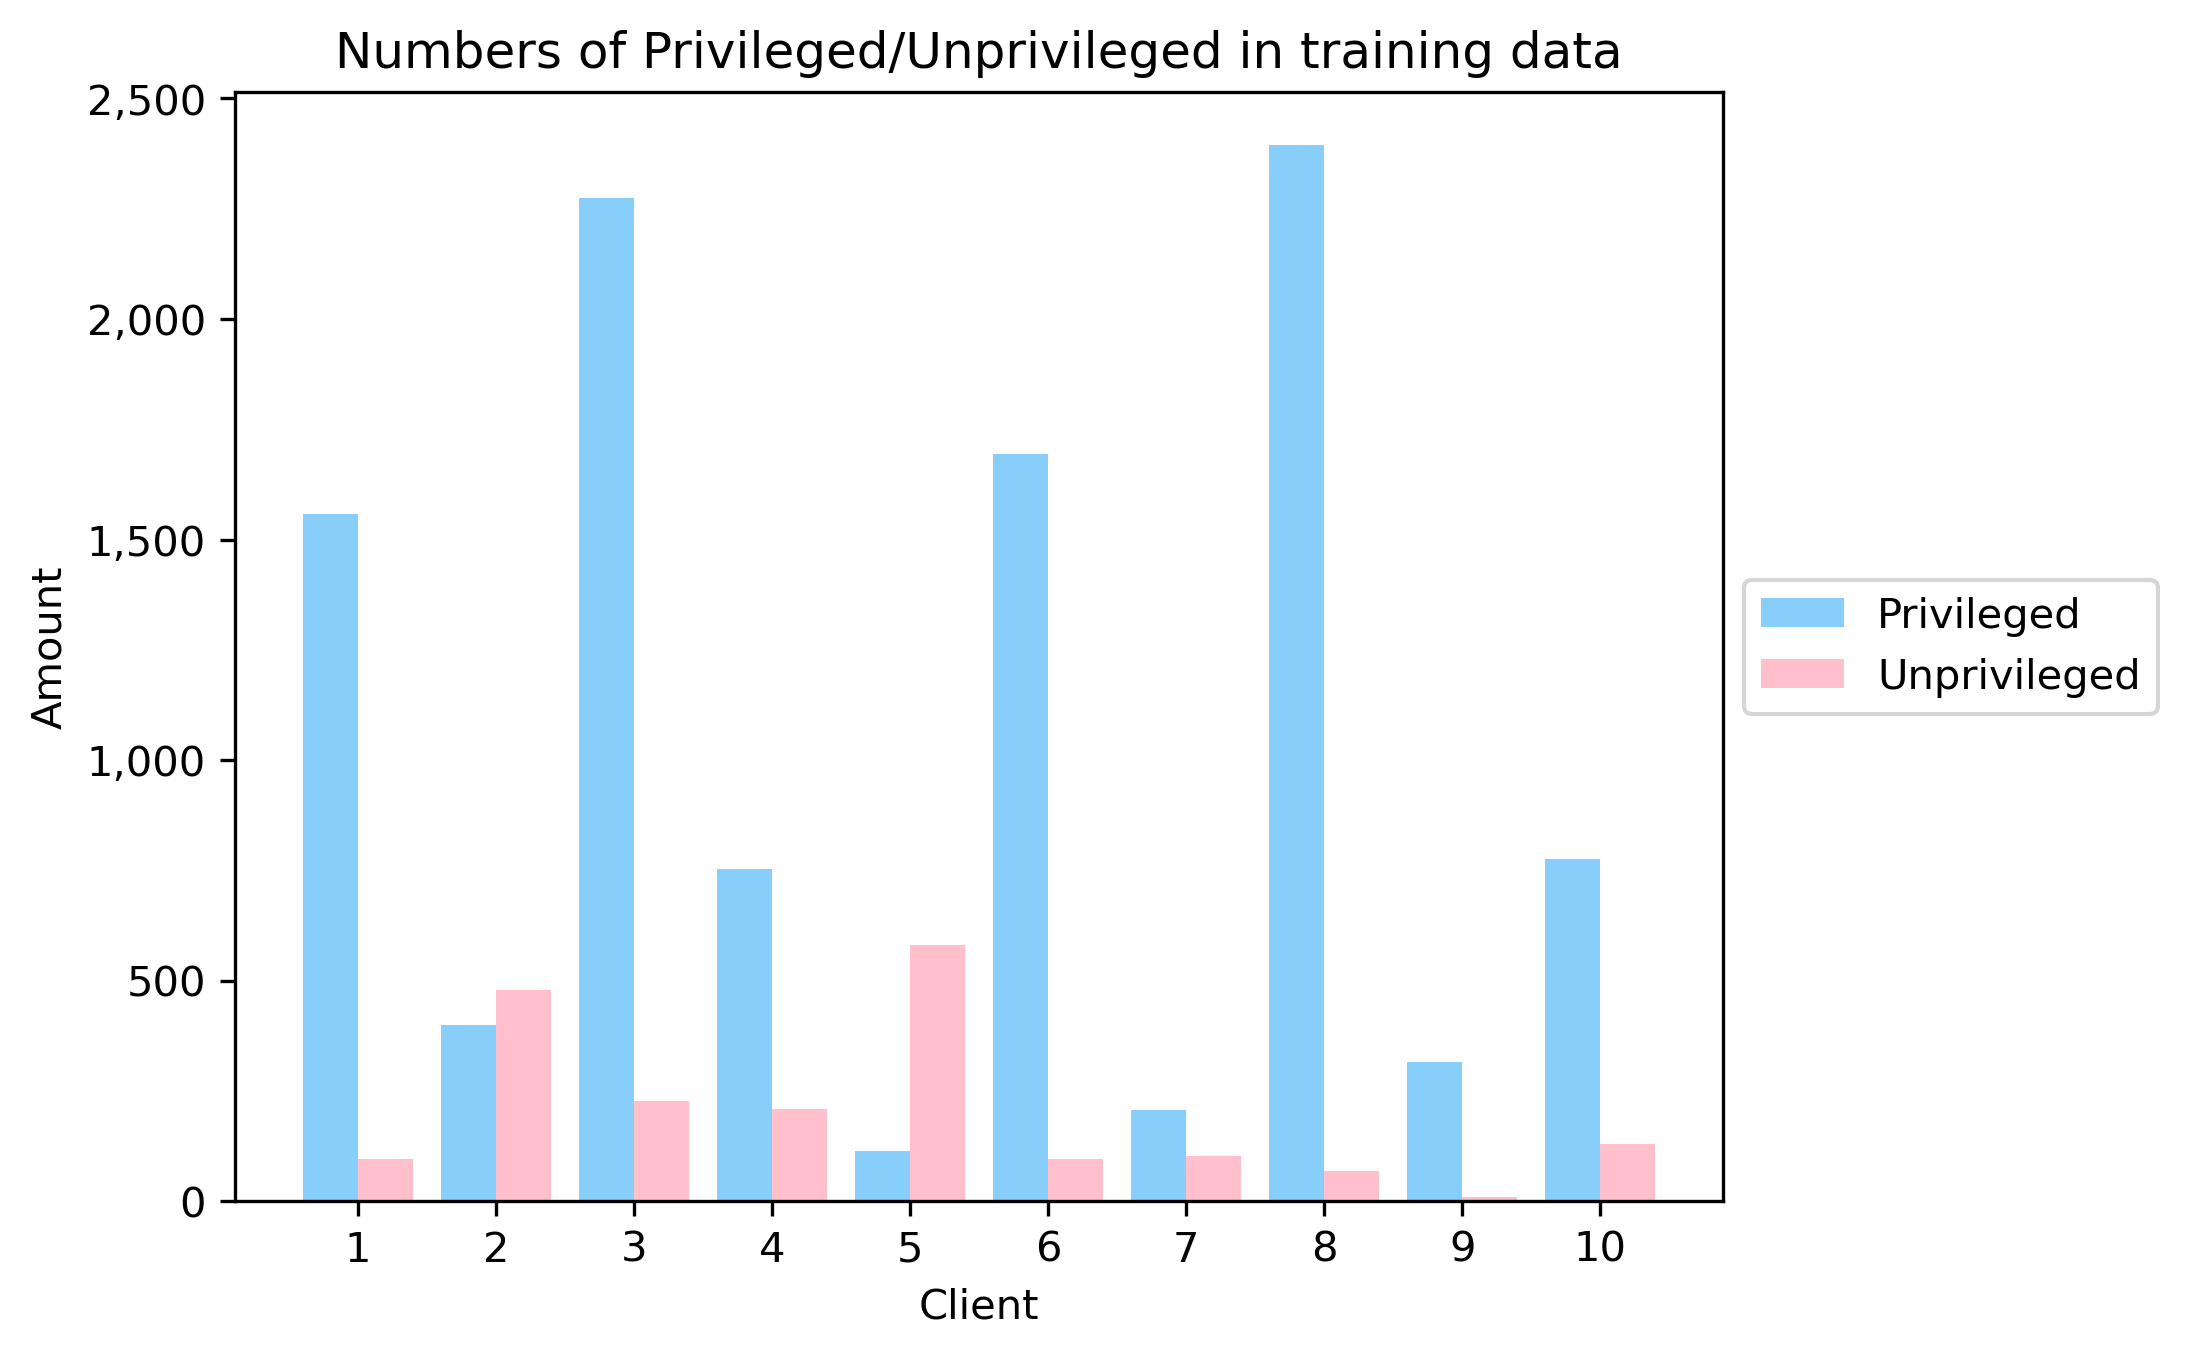 Numbers of Privileged/Unprivileged in training data
2,500
2,000
1,500
1,000
500
0
Amount
1 2 3 4 5 6 7 8 9 10
Client
Privileged
Unprivileged